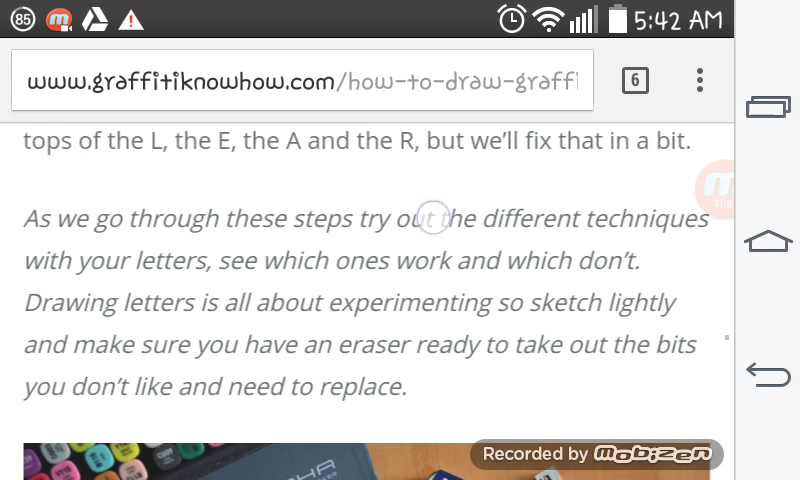 85
5:42 AM
www.graffitiknowhow.com/how-to-draw-graffi
6
tops of the L, the E, the A and the R, but we'll fix that in a bit.
As we go through these steps try out the different techniques
with your letters, see which ones work and which don't.
Drawing letters is all about experimenting so sketch lightly
and make sure you have an eraser ready to take out the bits
you don't like and need to replace.
Recorded by mobizen